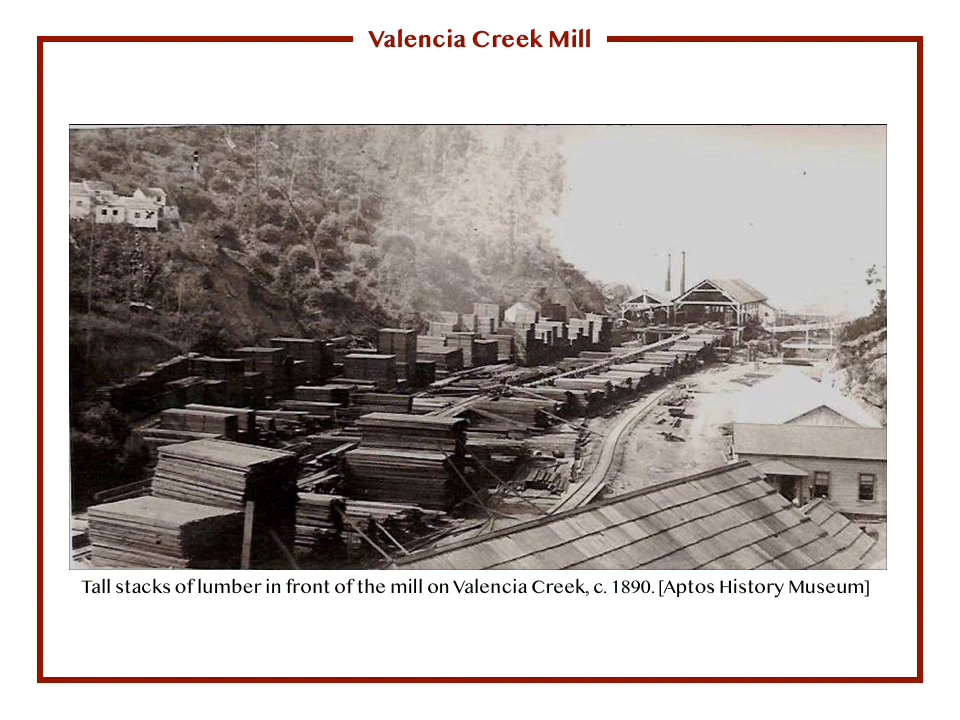 Valencia Creek Mill
Tall stacks of lumber in front of the mill on Valencia Creek, c. 1890. [Aptos History Museum]